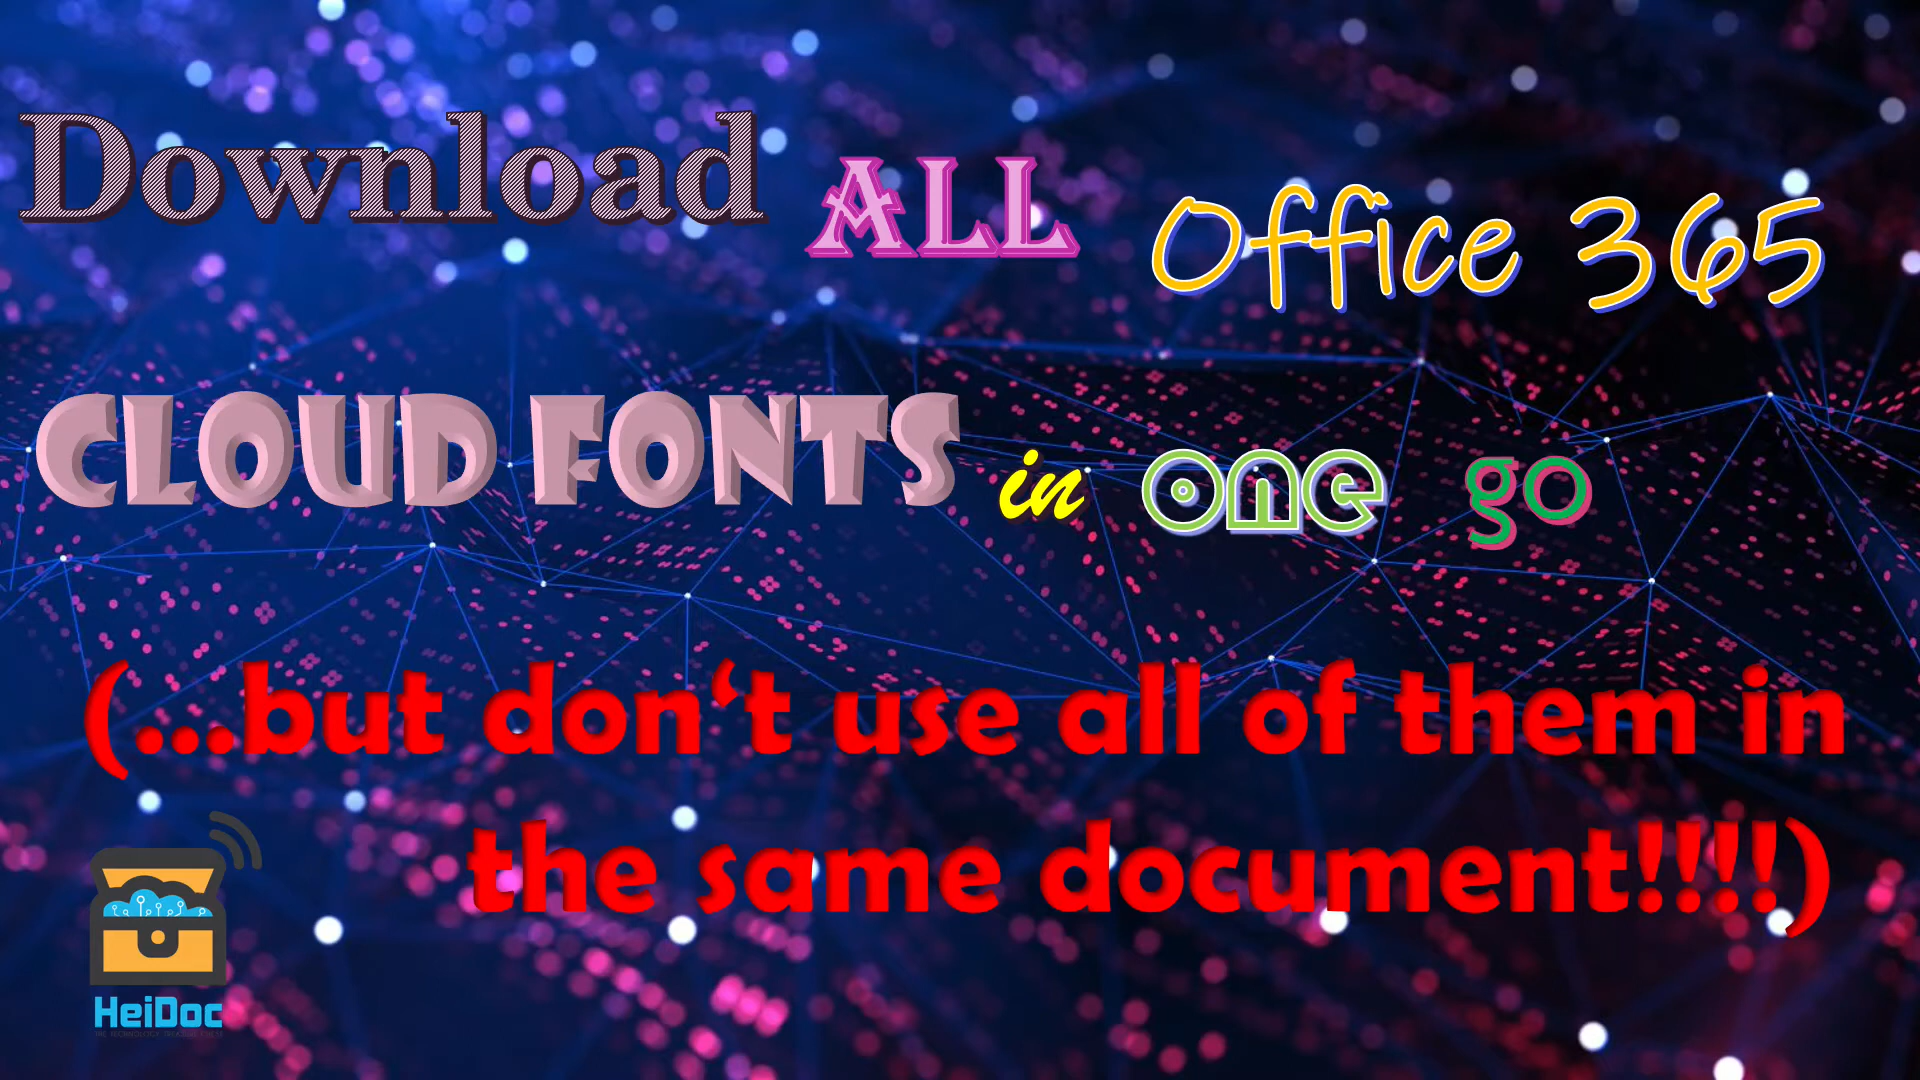 Download ALL Office 365
CLOUD FONTS in one go
(...but don‘t use all of them in
the same document!!!!)
HeiDoc